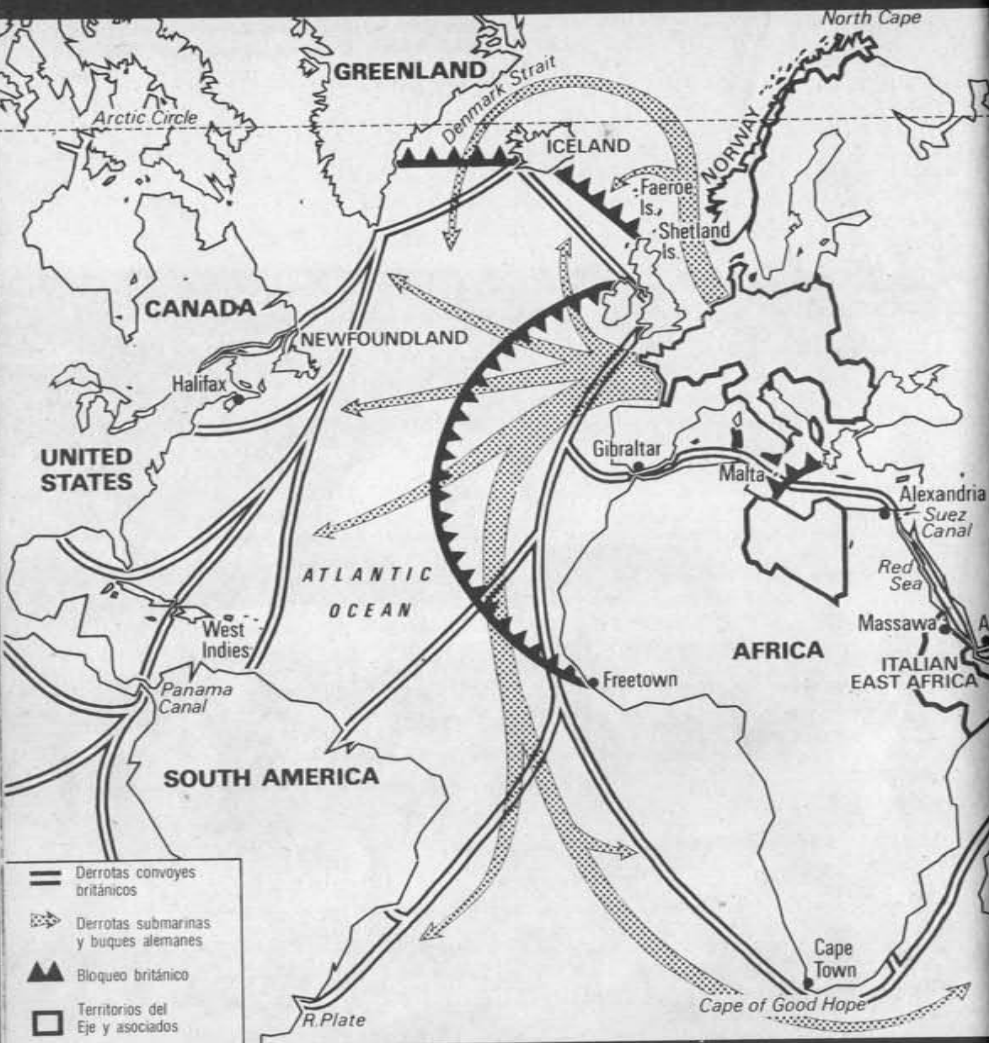 North Cape
GREENLAND
Denmark Strait
Arctic Circle
ICELAND
NORWAY
Faeroe
Is.
Shetland
Is.
CANADA
NEWFOUNDLAND
Halifax
UNITED
STATES
Gibraltar
Malta
Alexandria
Suez
Canal
Red
Sea
ATLANTIC
OCEAN
West
Indies
Massawa
A
AFRICA
ITALIAN
EAST AFRICA
Freetown
Panama
Canal
SOUTH AMERICA
Cape
Town
Cape of Good Hope
R.Plate
Derrotas convoyes
británicos
Derrotas submarinas
y buques alemanes
Bloqueo británico
Territorios del
Eje y asociados